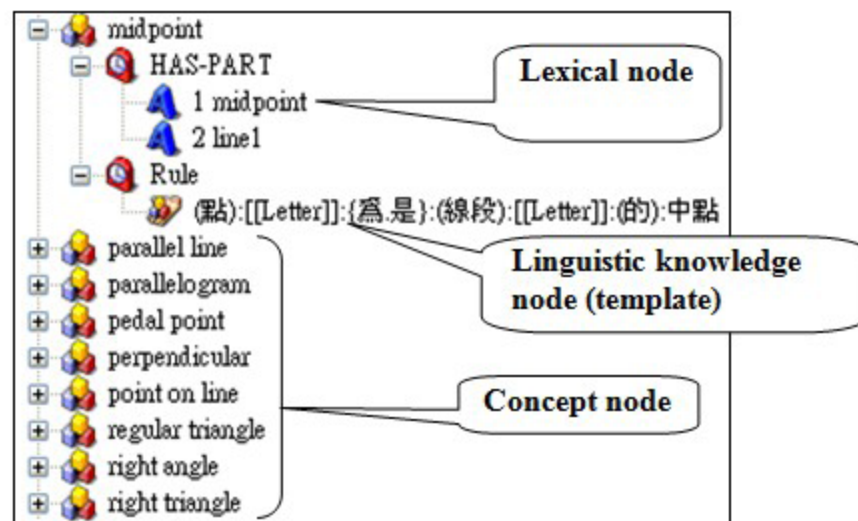 midpoint
HAS-PART
1 midpoint
2 line1
Rule
(點):[[Letter]]:{為.是}:(線段):[[Letter]]:(的):中點
parallel line
parallelogram
pedal point
perpendicular
point on line
regular triangle
right angle
right triangle
Lexical node
Linguistic knowledge
node (template)
Concept node